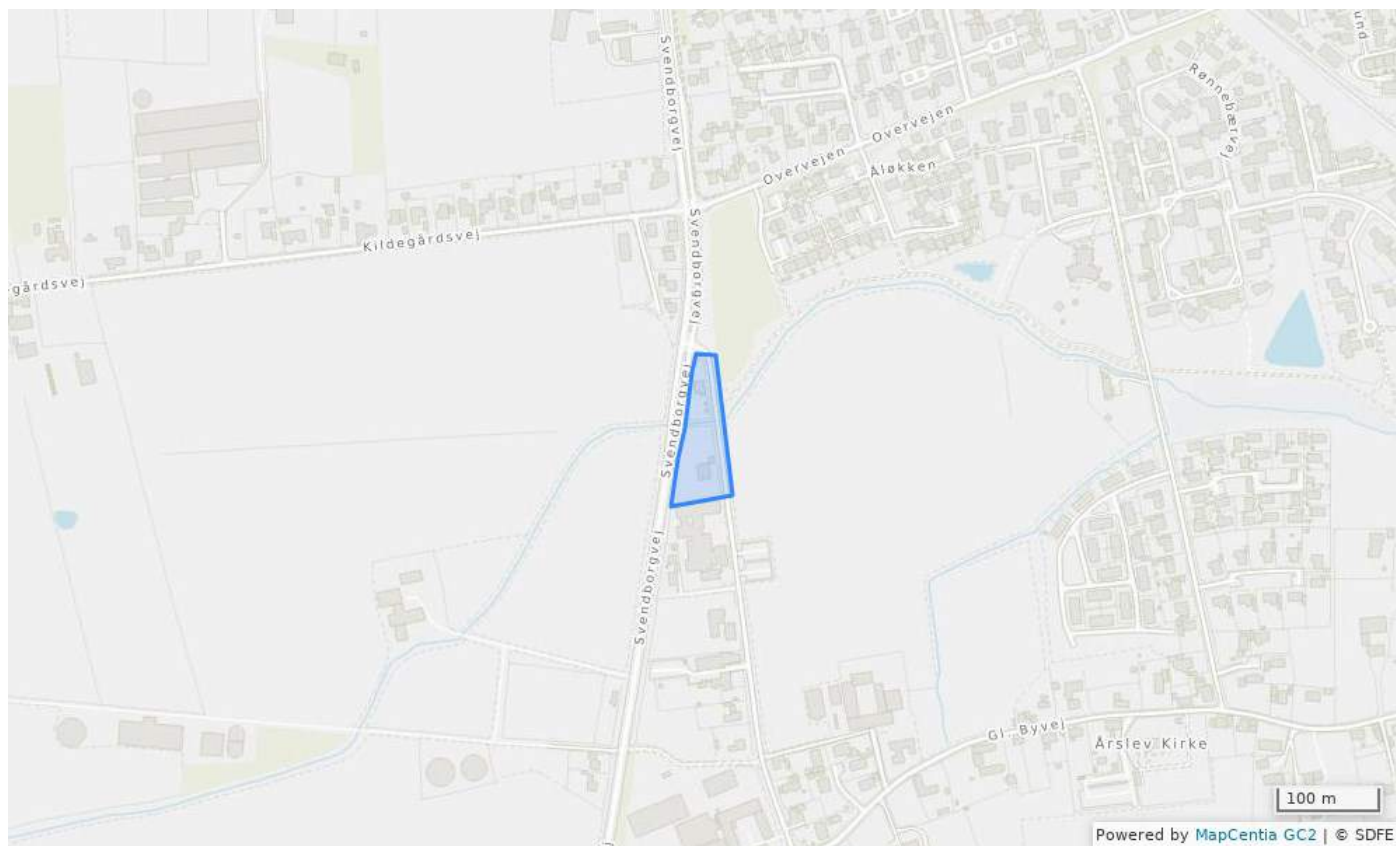 Svendborgvej
und
Rønnebærvej
Overvejen
Overvejen
Åløkken
Svendborgvej
Kildegårdsvej
gårdsvej
Svendborgvej
Svendborgvej
Gl. Byvej
Årslev Kirke
j
100 m
Powered by MapCentia GC2 | © SDFE